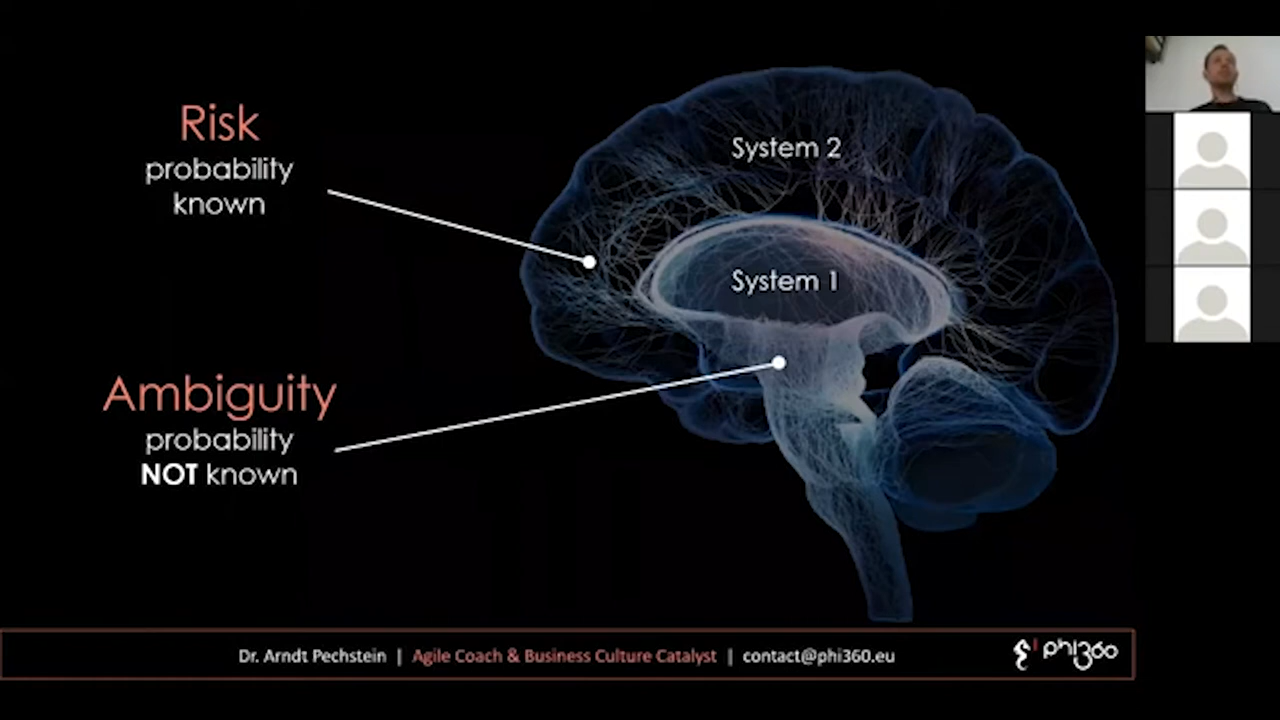 Risk
probability
known
System 2
System 1
Ambiguity
probability
NOT known
Dr. Arndt Pechstein | Agile Coach & Business Culture Catalyst | contact@phi360.eu
phi360